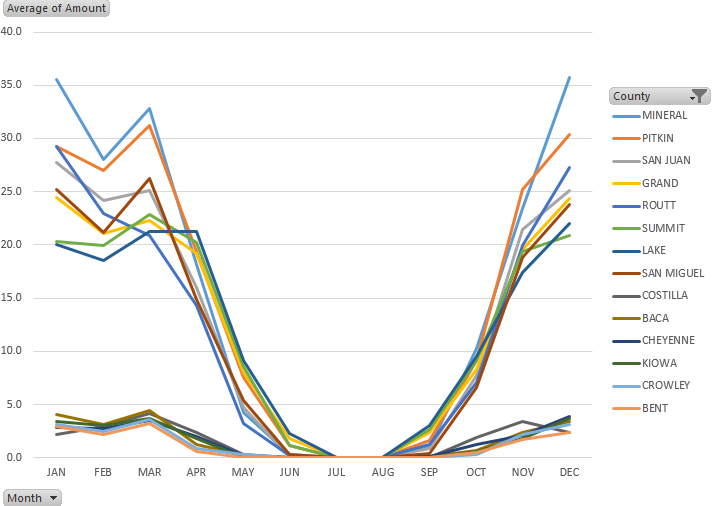 Average of Amount
40.0
35.0
30.0
25.0
20.0
15.0
10.0
5.0
0.0
JAN FEB MAR APR MAY JUN JUL AUG SEP OCT NOV DEC
Month
County
MINERAL
PITKIN
SAN JUAN
GRAND
ROUTT
SUMMIT
LAKE
SAN MIGUEL
COSTILLA
BACA
CHEYENNE
KIOWA
CROWLEY
BENT